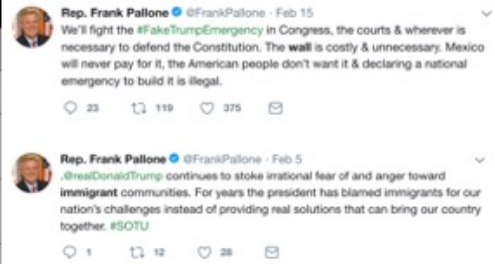 Rep. Frank Pallone @FrankPallone · Feb 15
We'll fight the #FakeTrumpEmergency in Congress, the courts & wherever is
necessary to defend the Constitution. The wall is costly & unnecessary. Mexico
will never pay for it, the American people don't want it & declaring a national
emergency to build it is illegal.
23 119 375
Rep. Frank Pallone @FrankPallone · Feb 5
.@realDonaldTrump continues to stoke irrational fear of and anger toward
immigrant communities. For years the president has blamed immigrants for our
nation's challenges instead of providing real solutions that can bring our country
together. #SOTU
1 12 28